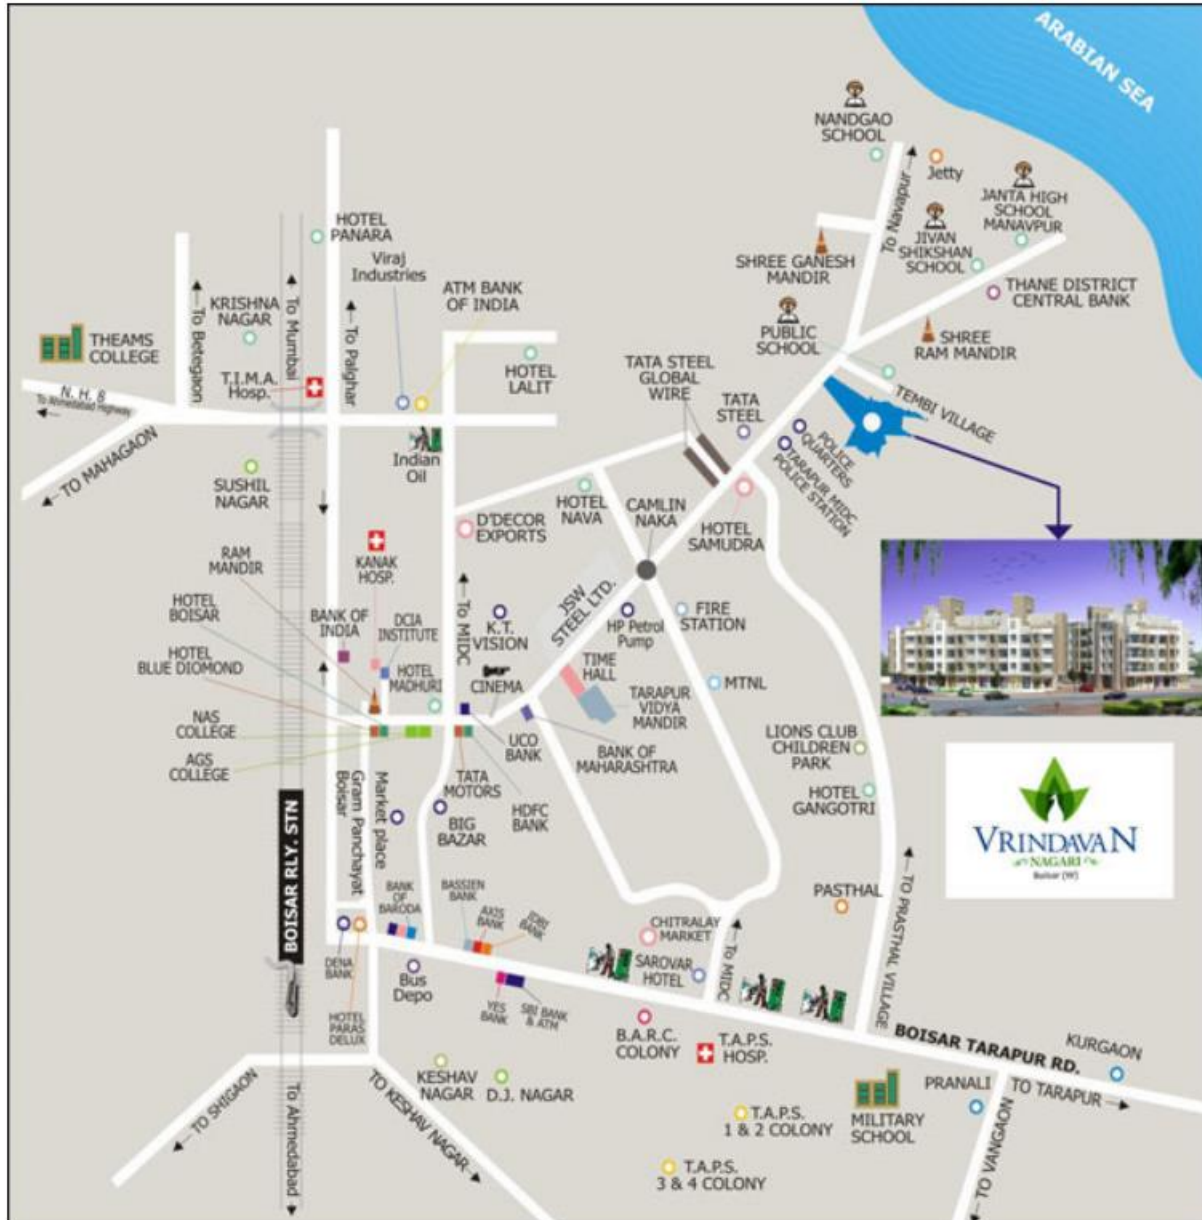 ARABIAN SEA
NANDGAO
SCHOOL
Jetty
JANTA HIGH
SCHOOL
MANAVPUR
To Navapur
JIVAN
SHIKSHAN
SCHOOL
SHREE GANESH
MANDIR
THANE DISTRICT
CENTRAL BANK
HOTEL
PANARA
Viraj
Industries
ATM BANK
OF INDIA
PUBLIC
SCHOOL
SHREE
RAM MANDIR
To Betegaon
KRISHNA
NAGAR
To Mumbai
To Palghar
THEAMS
COLLEGE
HOTEL
LALIT
TATA STEEL
GLOBAL
WIRE
TATA
STEEL
TEMBI VILLAGE
T.I.M.A.
Hosp.
N. H. 8
To Ahmedabad Highway
TO MAHAGAON
Indian
Oil
POLICE
QUARTERS
TARAPUR MIDC
POLICE STATION
SUSHIL
NAGAR
HOTEL
NAVA
CAMLIN
NAKA
HOTEL
SAMUDRA
D'DECOR
EXPORTS
RAM
MANDIR
KANAK
HOSP.
HOTEL
BOISAR
BANK OF
INDIA
DCIA
INSTITUTE
To MIDC
K.T.
VISION
JSW
STEEL LTD.
HP Petrol
Pump
FIRE
STATION
HOTEL
BLUE DIOMOND
HOTEL
MADHURI
CINEMA
TIME
HALL
MTNL
TARAPUR
VIDYA
MANDIR
NAS
COLLEGE
AGS
COLLEGE
UCO
BANK
BANK OF
MAHARASHTRA
LIONS CLUB
CHILDREN
PARK
TATA
MOTORS
HDFC
BANK
HOTEL
GANGOTRI
Gram Panchayat
Boisar
Market place
BIG
BAZAR
BOISAR RLY. STN
VRINDAVAN
NAGARI
Boisar (W)
BANK
OF
BARODA
BASSIEN
BANK
AXIS
BANK
IDBI
BANK
PASTHAL
CHITRALAY
MARKET
To MIDC
TO PRASTHAL VILLAGE
DENA
BANK
Bus
Depo
SAROVAR
HOTEL
HOTEL
PARAS
DELUX
YES
BANK
SBI BANK
& ATM
B.A.R.C.
COLONY
T.A.P.S.
HOSP.
BOISAR TARAPUR RD.
KURGAON
TO SHIGAON
TO KESHAV NAGAR
KESHAV
NAGAR
D.J. NAGAR
PRANALI
TO TARAPUR
MILITARY
SCHOOL
T.A.P.S.
1 & 2 COLONY
To Ahmedabad
TO VANGAON
T.A.P.S.
3 & 4 COLONY